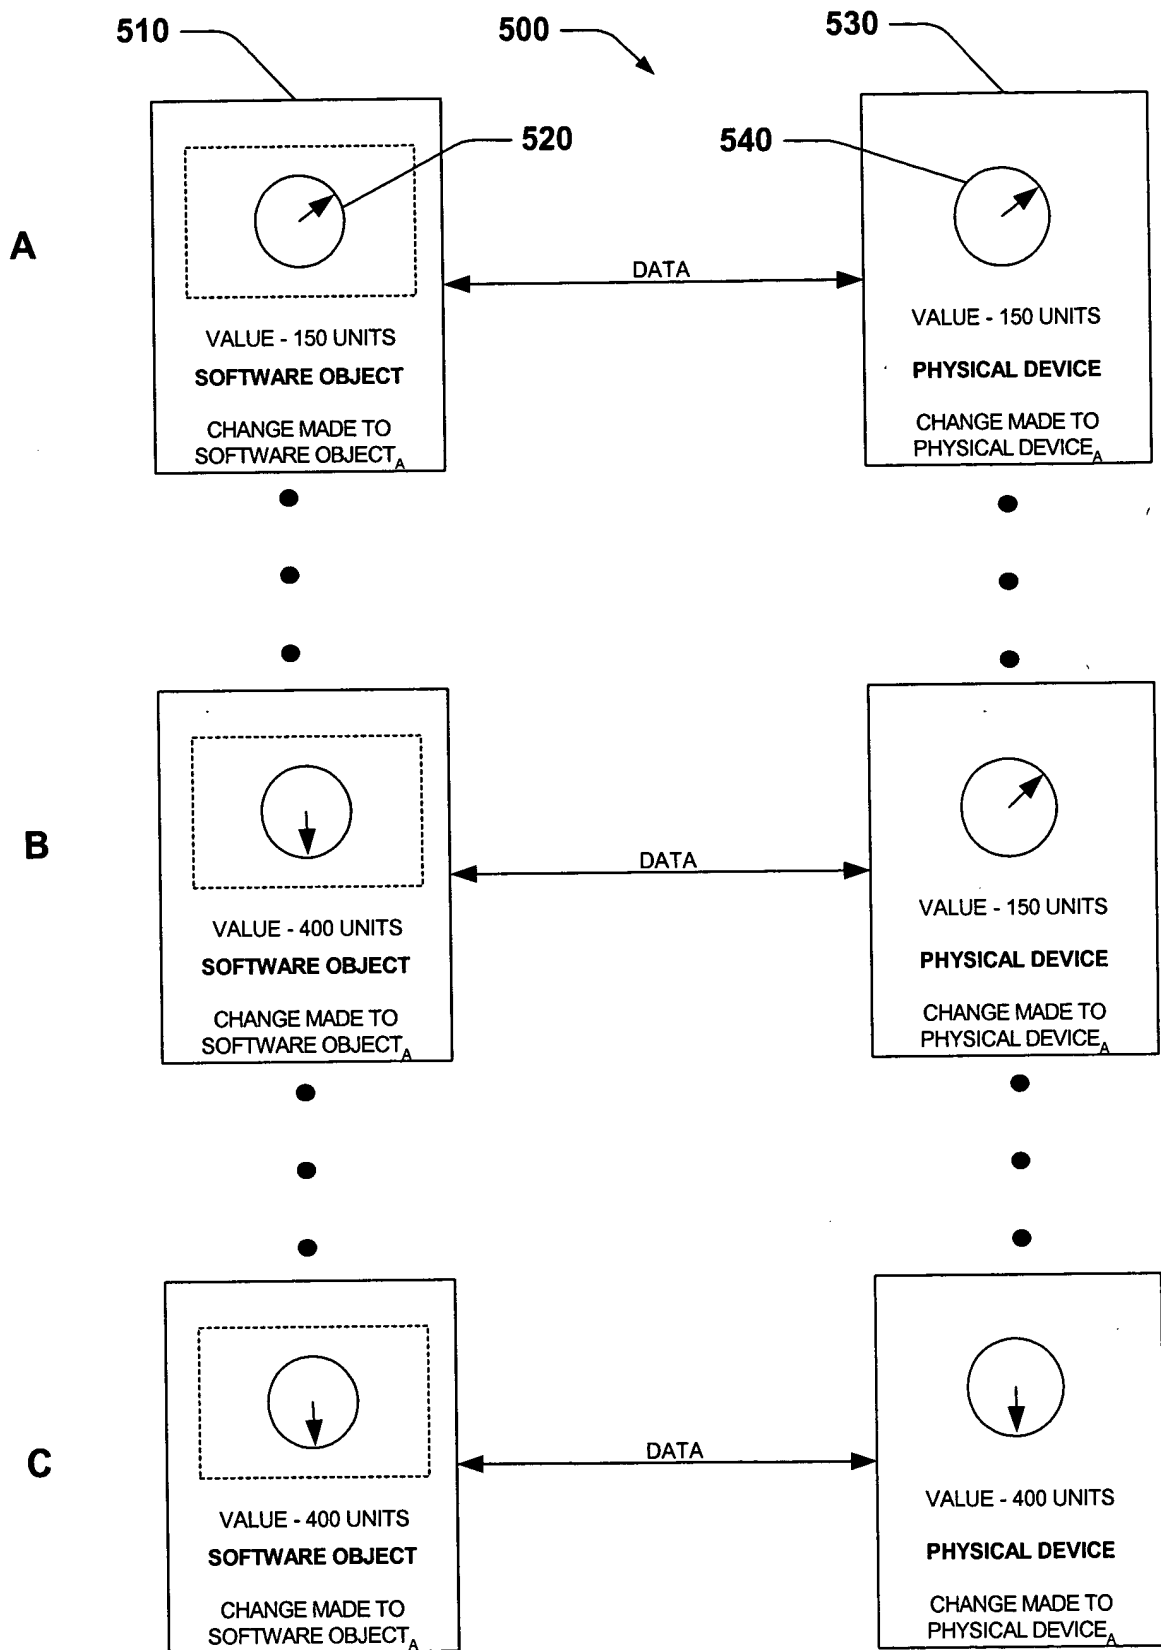 510
500
530
520
540
A
DATA
VALUE - 150 UNITS
SOFTWARE OBJECT
CHANGE MADE TO
SOFTWARE OBJECTA
VALUE - 150 UNITS
PHYSICAL DEVICE
CHANGE MADE TO
PHYSICAL DEVICEA
B
DATA
VALUE - 400 UNITS
SOFTWARE OBJECT
CHANGE MADE TO
SOFTWARE OBJECTA
VALUE - 150 UNITS
PHYSICAL DEVICE
CHANGE MADE TO
PHYSICAL DEVICEA
C
DATA
VALUE - 400 UNITS
SOFTWARE OBJECT
CHANGE MADE TO
SOFTWARE OBJECTA
VALUE - 400 UNITS
PHYSICAL DEVICE
CHANGE MADE TO
PHYSICAL DEVICEA